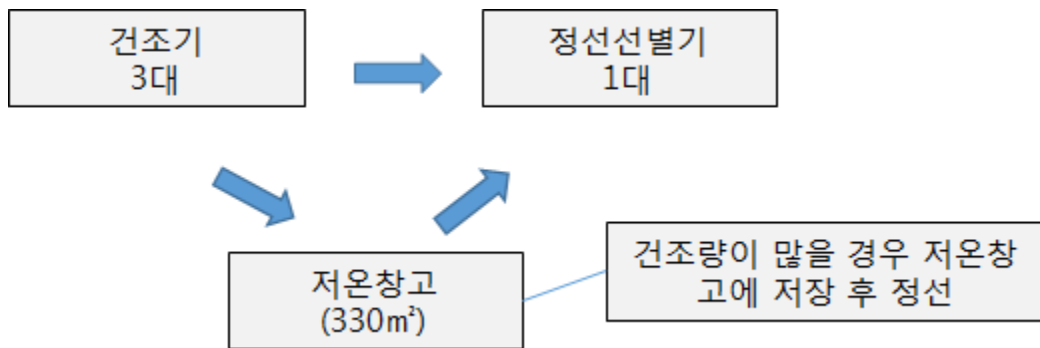 건조기
3대
정선선별기
1대
저온창고
(330㎡)
건조량이 많을 경우 저온창
고에 저장 후 정선